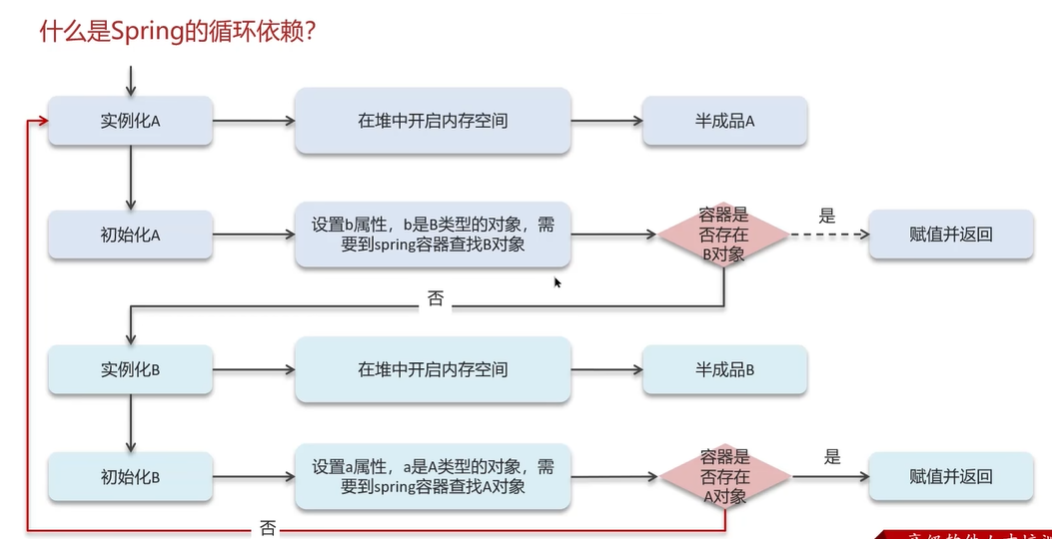 什么是Spring的循环依赖?
实例化A
在堆中开启内存空间
半成品A
初始化A
设置b属性，b是B类型的对象，需
要到spring容器查找B对象
容器是
否存在
B对象
是
赋值并返回
否
实例化B
在堆中开启内存空间
半成品B
初始化B
设置a属性，a是A类型的对象，需
要到spring容器查找A对象
容器是
否存在
A对象
是
赋值并返回
否